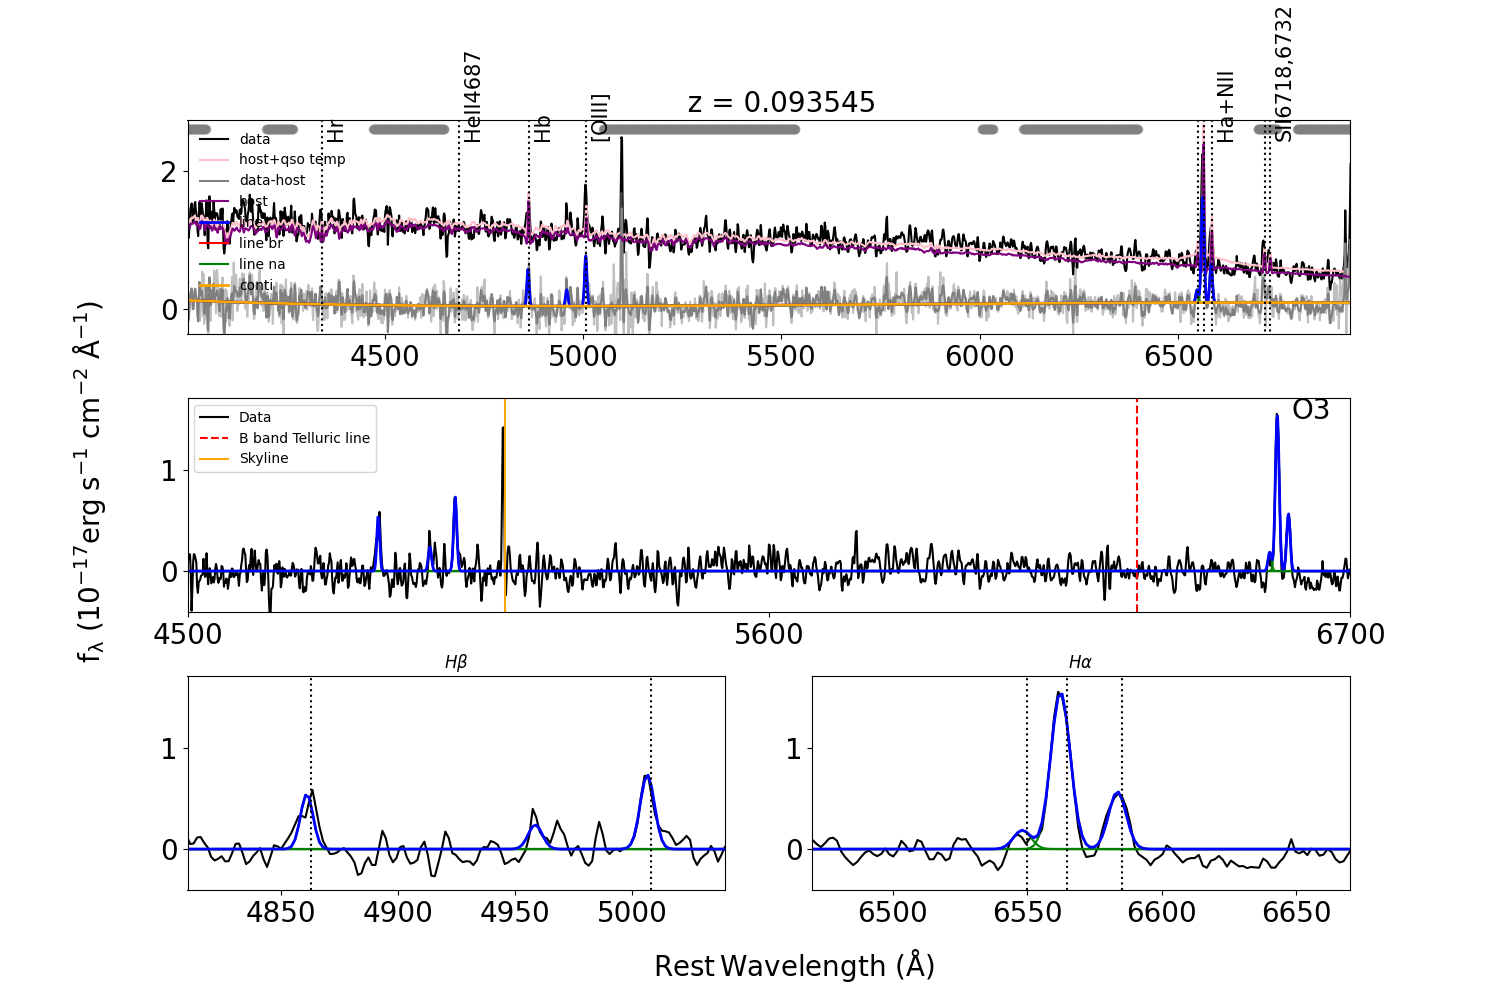 z = 0.093545
Hr
HeII4687
Hb
[OIII]
Ha+NII
SII6718,6732
data
host+qso temp
data-host
host
line
line br
line na
conti
2
0
4500 5000 5500 6000 6500
Data
B band Telluric line
Skyline
O3
1
0
4500 5600 6700
fλ (10⁻¹⁷erg s⁻¹ cm⁻² Å⁻¹)
Hβ
1
0
4850 4900 4950 5000
Hα
1
0
6500 6550 6600 6650
Rest Wavelength (Å)